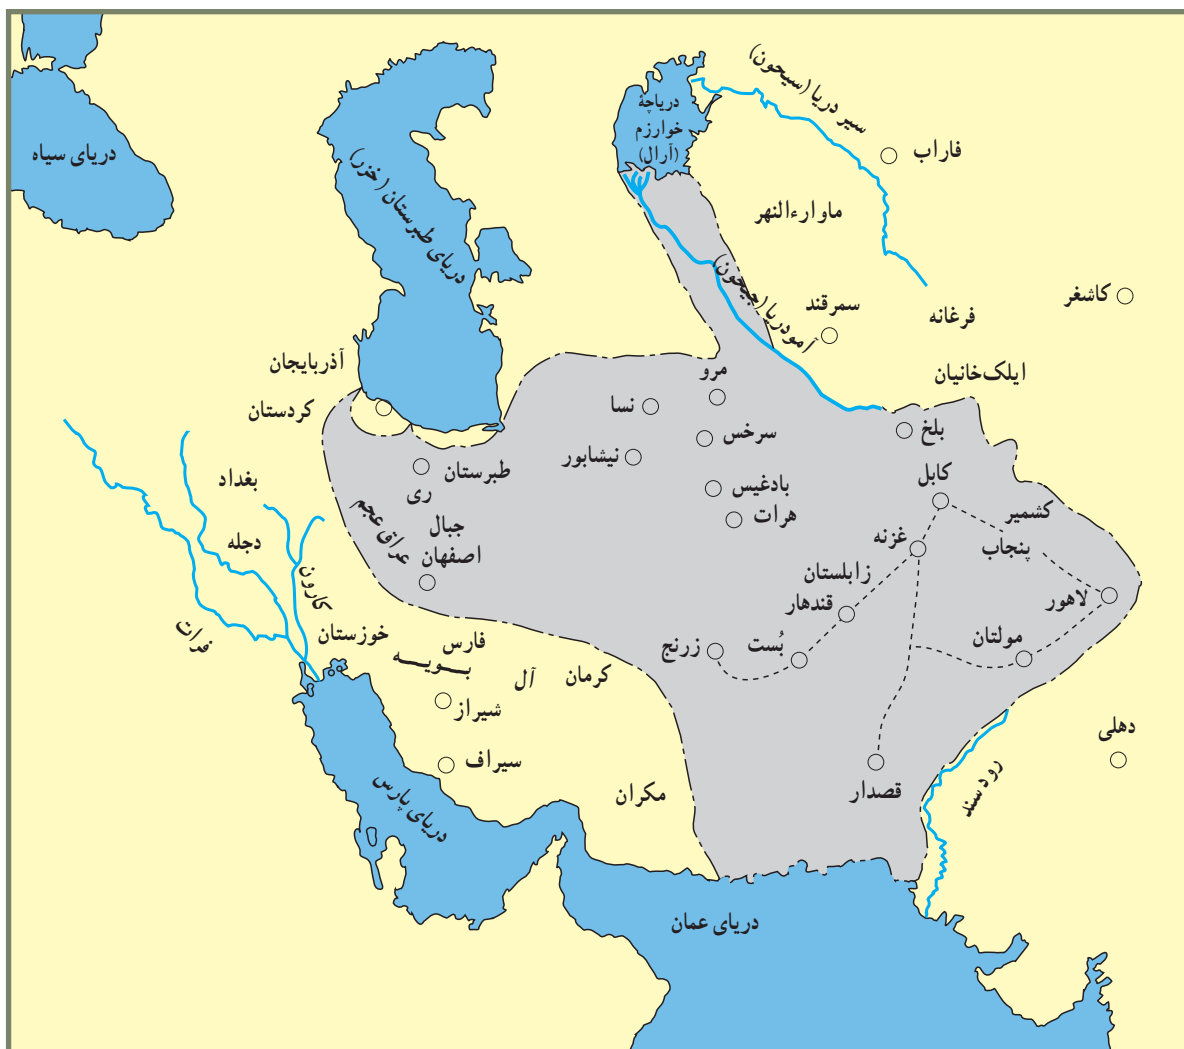 دریای سیاه
دریای طبرستان (خزر)
دریاچهٔ
خوارزم
(آرال)
سیر دریا (سیحون)
فاراب
ماوراءالنهر
آمودریا (جیحون)
سمرقند
فرغانه
کاشغر
ایلک‌خانیان
آذربایجان
کردستان
مرو
نسا
سرخس
نیشابور
بلخ
بادغیس
هرات
کابل
کشمیر
پنجاب
غزنه
زابلستان
قندهار
لاهور
مولتان
بُست
زرنج
قصدار
طبرستان
ری
جبال
اصفهان
عراق عجم
بغداد
دجله
کارون
فرات
خوزستان
فارس
آل بـــویـــه
کرمان
شیراز
سیراف
مکران
دریای پارس
دریای عمان
رود سند
دهلی